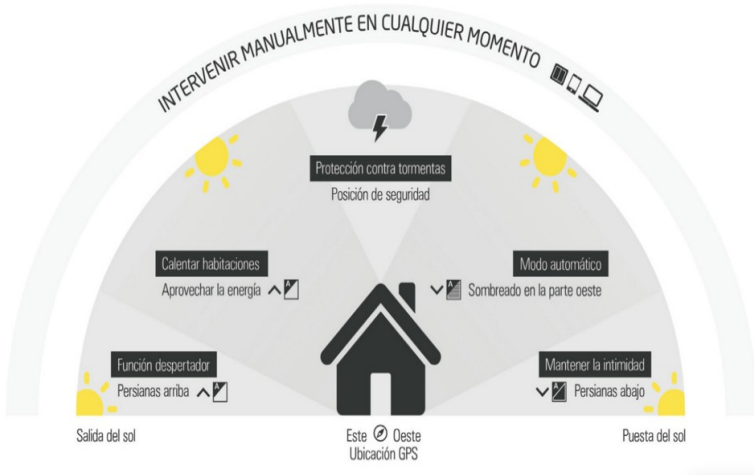 INTERVENIR MANUALMENTE EN CUALQUIER MOMENTO
Protección contra tormentas
Posición de seguridad
Calentar habitaciones
Aprovechar la energía
Modo automático
Sombreado en la parte oeste
Función despertador
Persianas arriba
Mantener la intimidad
Persianas abajo
Salida del sol
Este Oeste
Ubicación GPS
Puesta del sol